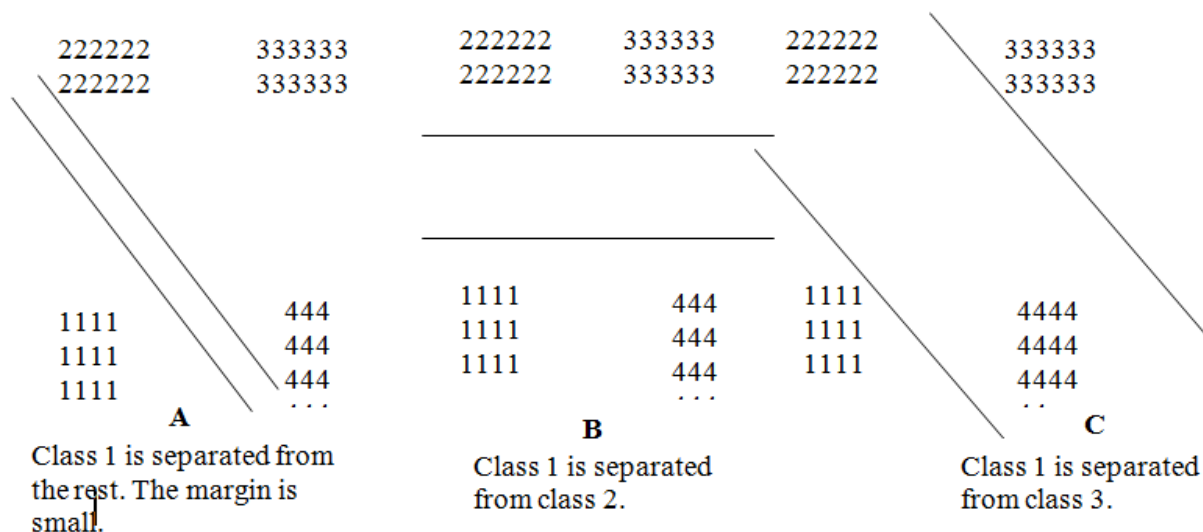 222222 333333
222222 333333
1111 444
1111 444
1111 444
A
Class 1 is separated from
the rest. The margin is
small.
222222 333333
222222 333333
1111 444
1111 444
1111 444
B
Class 1 is separated
from class 2.
222222 333333
222222 333333
1111 4444
1111 4444
1111 4444
C
Class 1 is separated
from class 3.